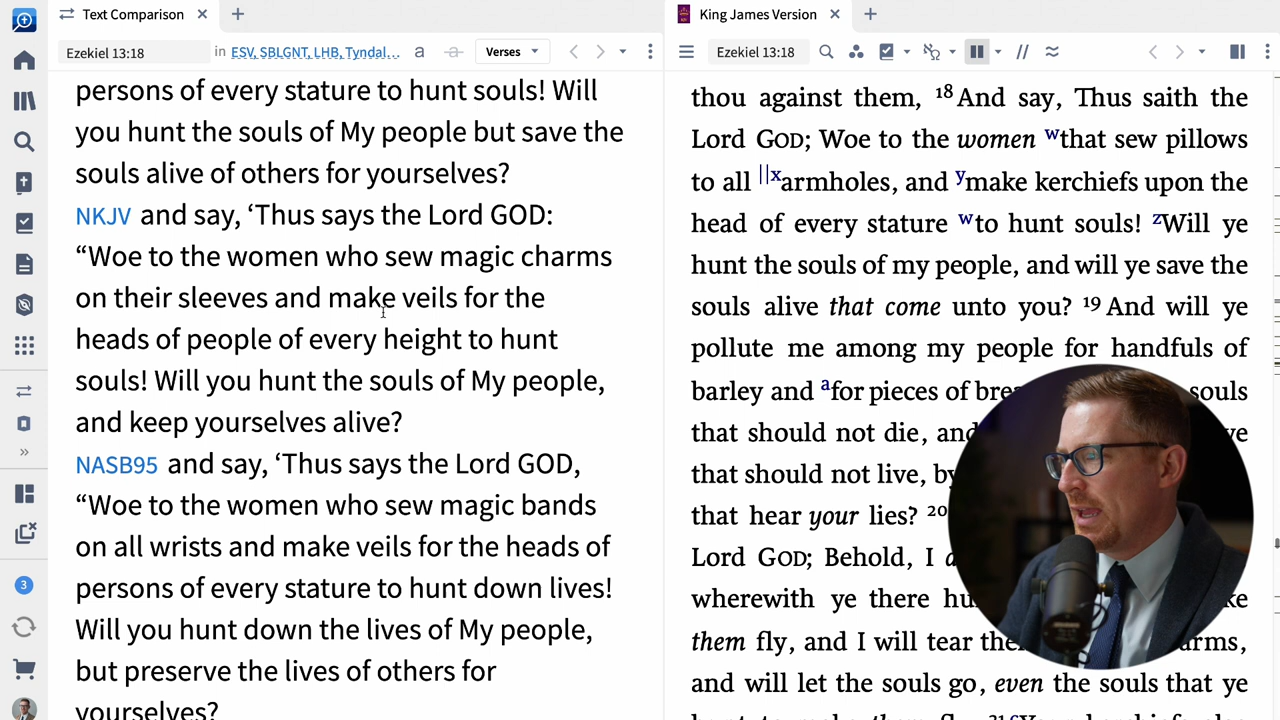 Text Comparison
Ezekiel 13:18 in ESV, SBLGNT, LHB, Tyndal... a a Verses
persons of every stature to hunt souls! Will
you hunt the souls of My people but save the
souls alive of others for yourselves?
NKJV and say, ‘Thus says the Lord GOD:
“Woe to the women who sew magic charms
on their sleeves and make veils for the
heads of people of every height to hunt
souls! Will you hunt the souls of My people,
and keep yourselves alive?
NASB95 and say, ‘Thus says the Lord GOD,
“Woe to the women who sew magic bands
on all wrists and make veils for the heads of
persons of every stature to hunt down lives!
Will you hunt down the lives of My people,
but preserve the lives of others for
yourselves?
3
King James Version
Ezekiel 13:18
thou against them, 18 And say, Thus saith the
Lord GOD; Woe to the women w that sew pillows
to all ||x armholes, and y make kerchiefs upon the
head of every stature w to hunt souls! z Will ye
hunt the souls of my people, and will ye save the
souls alive that come unto you? 19 And will ye
pollute me among my people for handfuls of
barley and a for pieces of souls
that should not die, and
that should not live, by
that hear your lies? 20
Lord GOD; Behold, I
wherewith ye there
them fly, and I will tear
and will let the souls go, even the souls that ye